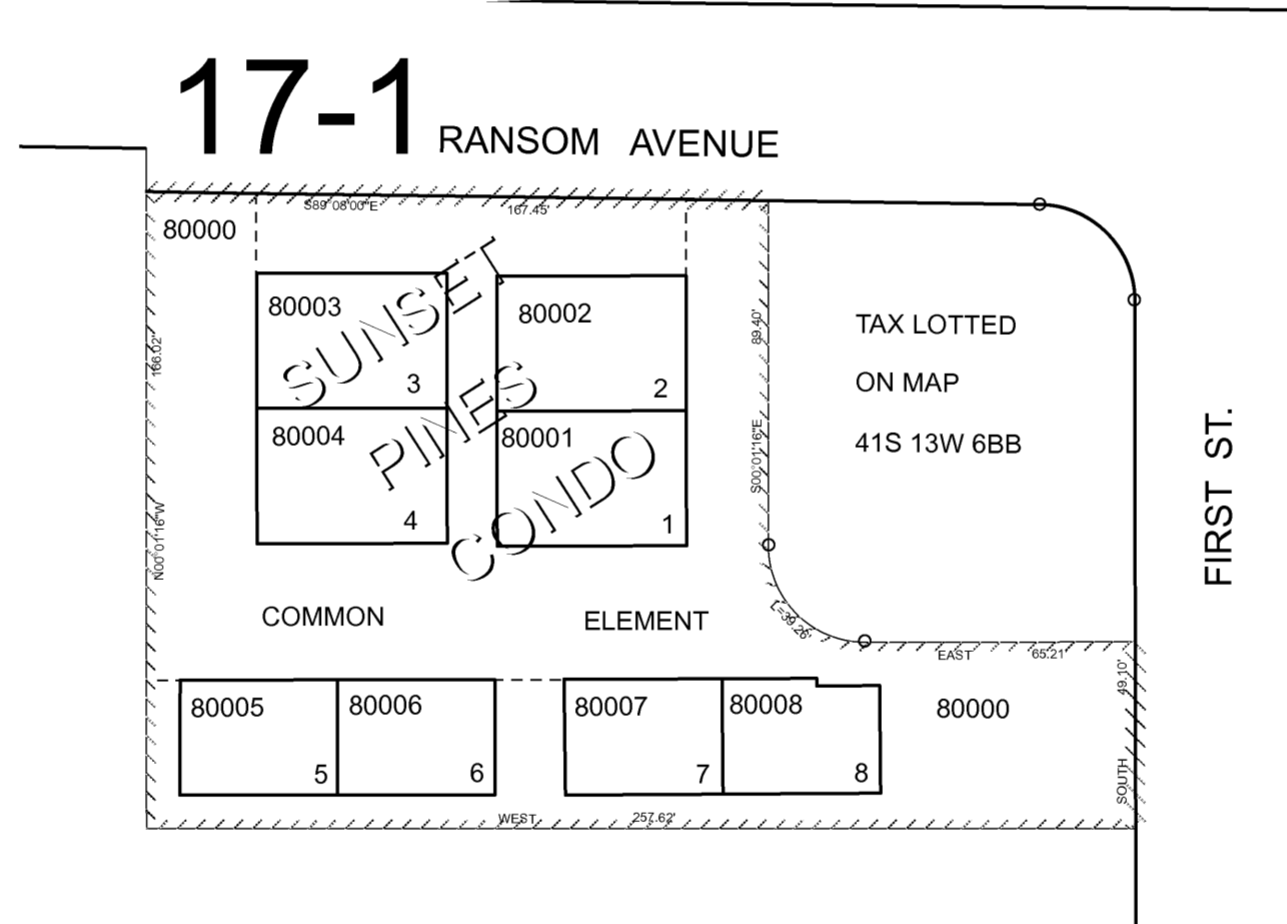 17-1 RANSOM AVENUE
S89°08'00"E 167.45'
80000
80003
80002
SUNSET
3
2
166.02'
89.40'
TAX LOTTED
ON MAP
41S 13W 6BB
80004
80001
PINES
4
1
CONDO
N00°01'16"W
S00°01'16"E
FIRST ST.
COMMON ELEMENT
L=39.26'
EAST 65.21'
49.10'
SOUTH
80005
80006
80007
80008
80000
5
6
7
8
WEST 257.62'